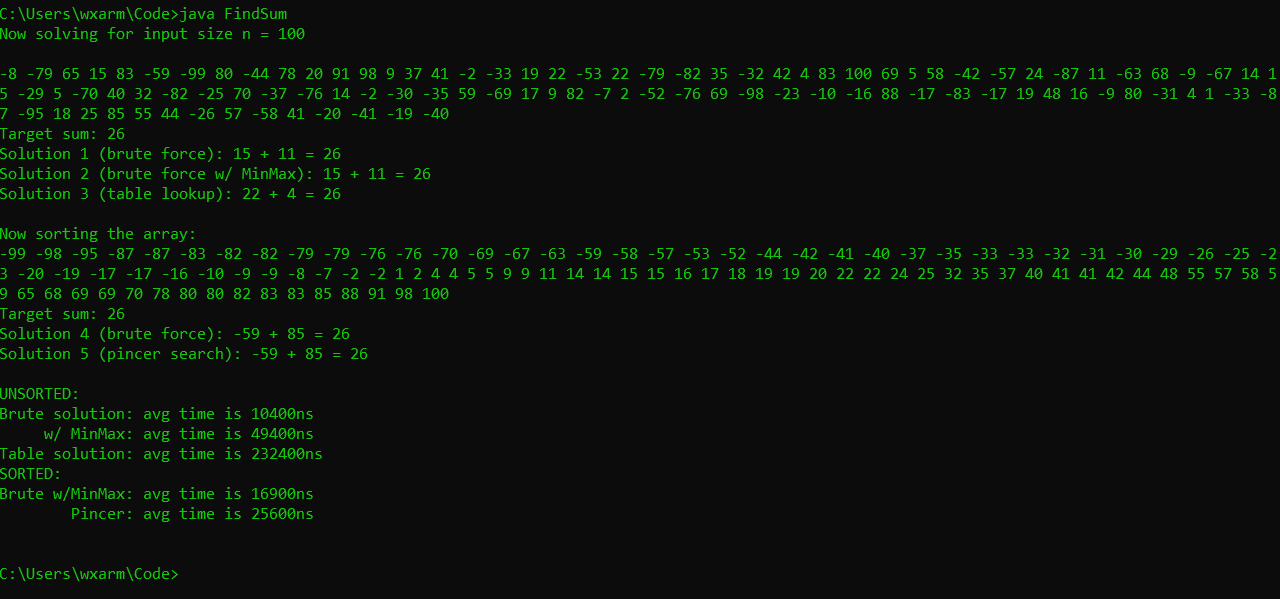 C:\Users\wxarm\Code>java FindSum
Now solving for input size n = 100
-8 -79 65 15 83 -59 -99 80 -44 78 20 91 98 9 37 41 -2 -33 19 22 -53 22 -79 -82 35 -32 42 4 83 100 69 5 58 -42 -57 24 -87 11 -63 68 -9 -67 14 1
5 -29 5 -70 40 32 -82 -25 70 -37 -76 14 -2 -30 -35 59 -69 17 9 82 -7 2 -52 -76 69 -98 -23 -10 -16 88 -17 -83 -17 19 48 16 -9 80 -31 4 1 -33 -8
7 -95 18 25 85 55 44 -26 57 -58 41 -20 -41 -19 -40
Target sum: 26
Solution 1 (brute force): 15 + 11 = 26
Solution 2 (brute force w/ MinMax): 15 + 11 = 26
Solution 3 (table lookup): 22 + 4 = 26
Now sorting the array:
-99 -98 -95 -87 -87 -83 -82 -82 -79 -79 -76 -76 -70 -69 -67 -63 -59 -58 -57 -53 -52 -44 -42 -41 -40 -37 -35 -33 -33 -32 -31 -30 -29 -26 -25 -2
3 -20 -19 -17 -17 -16 -10 -9 -9 -8 -7 -2 -2 1 2 4 4 5 5 9 9 11 14 14 15 15 16 17 18 19 19 20 22 22 24 25 32 35 37 40 41 41 42 44 48 55 57 58 5
9 65 68 69 69 70 78 80 80 82 83 83 85 88 91 98 100
Target sum: 26
Solution 4 (brute force): -59 + 85 = 26
Solution 5 (pincer search): -59 + 85 = 26
UNSORTED:
Brute solution: avg time is 10400ns
w/ MinMax: avg time is 49400ns
Table solution: avg time is 232400ns
SORTED:
Brute w/MinMax: avg time is 16900ns
Pincer: avg time is 25600ns
C:\Users\wxarm\Code>